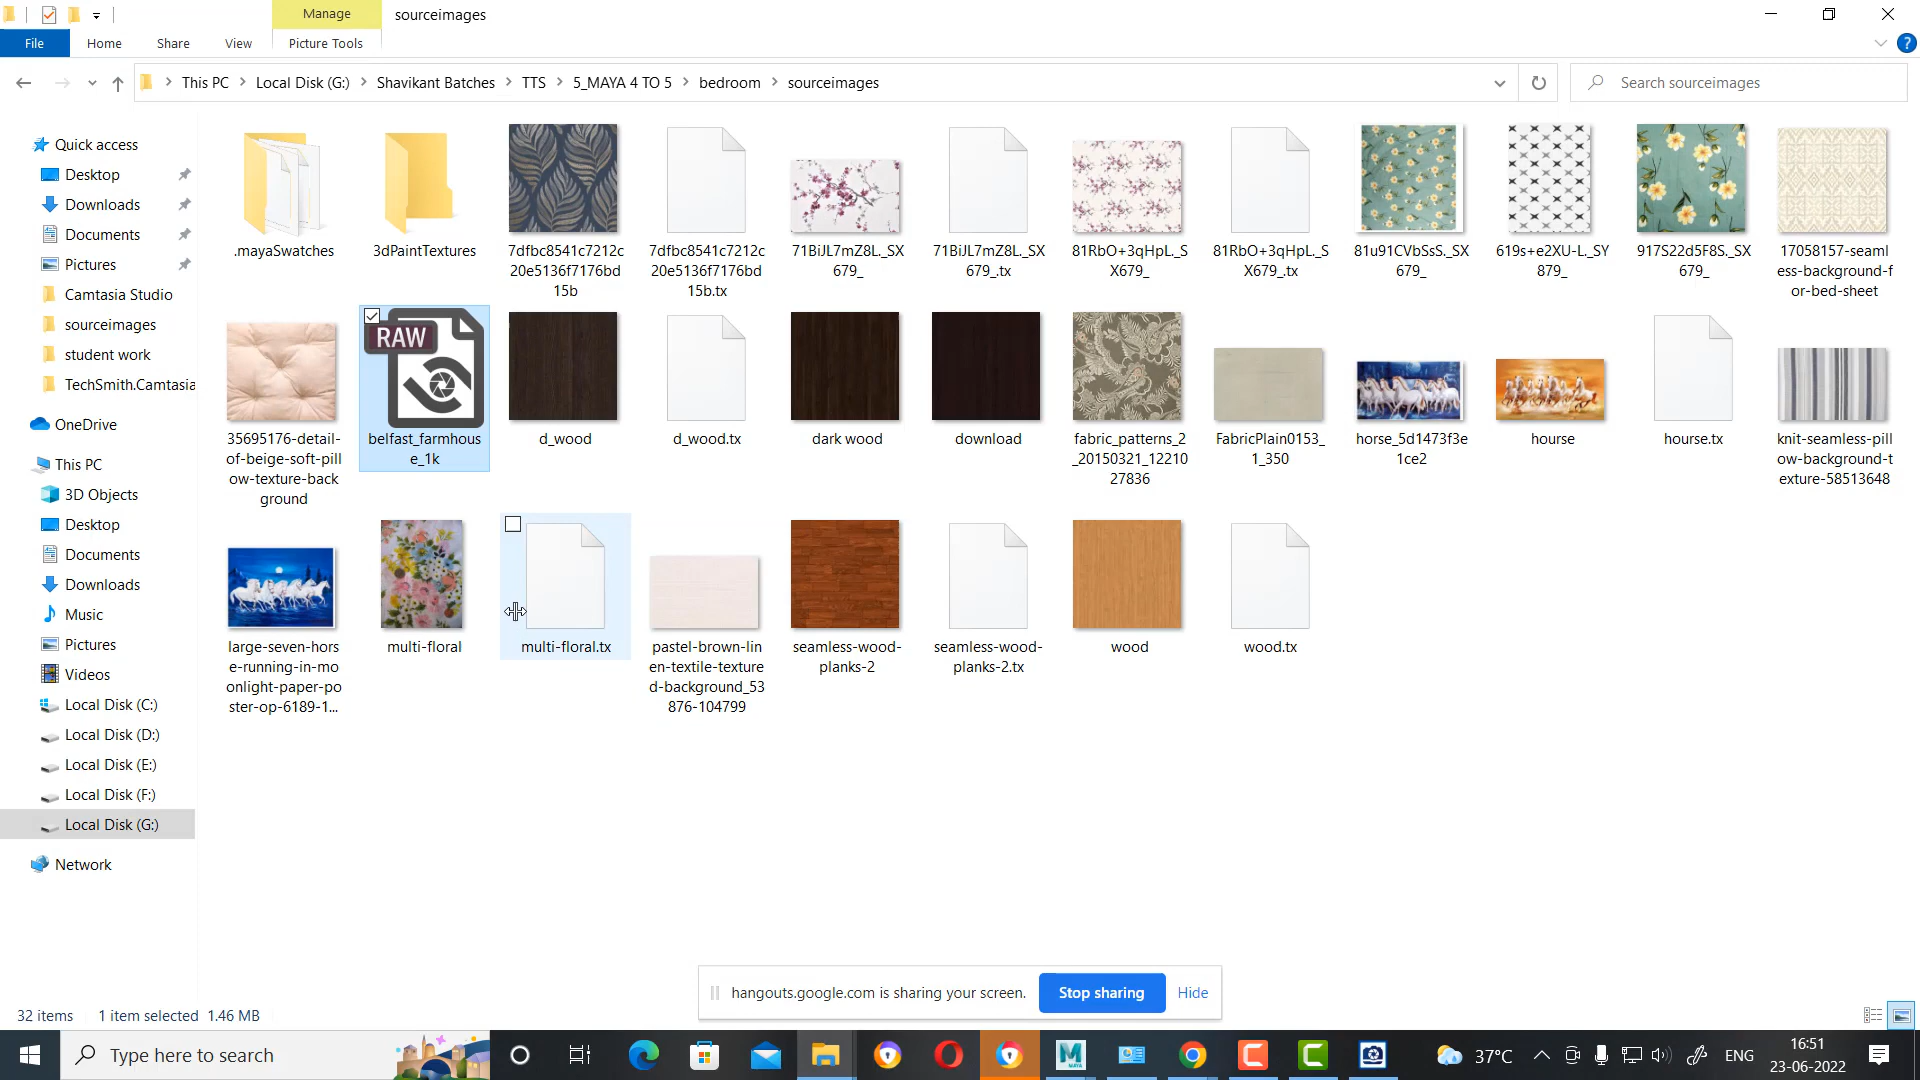 Manage
sourceimages
File
Home
Share
View
Picture Tools
This PC
Local Disk (G:)
Shavikant Batches
TTS
5_MAYA 4 TO 5
bedroom
sourceimages
Search sourceimages
Quick access
Desktop
Downloads
Documents
Pictures
Camtasia Studio
sourceimages
student work
TechSmith.Camtasia
OneDrive
This PC
3D Objects
Desktop
Documents
Downloads
Music
Pictures
Videos
Local Disk (C:)
Local Disk (D:)
Local Disk (E:)
Local Disk (F:)
Local Disk (G:)
Network
.mayaSwatches
3dPaintTextures
7dfbc8541c7212c
20e5136f7176bd
15b
7dfbc8541c7212c
20e5136f7176bd
15b.tx
71BiJL7mZ8L._SX
679_
71BiJL7mZ8L._SX
679_.tx
81RbO+3qHpL._S
X679_
81RbO+3qHpL._S
X679_.tx
81u91CVbSsS._SX
679_
619s+e2XU-L._SY
879_
917S22d5F8S._SX
679_
17058157-seaml
ess-background-f
or-bed-sheet
35695176-detail-
of-beige-soft-pill
ow-texture-back
ground
RAW
belfast_farmhous
e_1k
d_wood
d_wood.tx
dark wood
download
fabric_patterns_2
_20150321_12210
27836
FabricPlain0153_
1_350
horse_5d1473f3e
1ce2
hourse
hourse.tx
knit-seamless-pill
ow-background-t
exture-58513648
large-seven-hors
e-running-in-mo
onlight-paper-po
ster-op-6189-1...
multi-floral
multi-floral.tx
pastel-brown-lin
en-textile-texture
d-background_53
876-104799
seamless-wood-
planks-2
seamless-wood-
planks-2.tx
wood
wood.tx
hangouts.google.com is sharing your screen.
Stop sharing
Hide
32 items
1 item selected 1.46 MB
Type here to search
37°C
ENG
16:51
23-06-2022